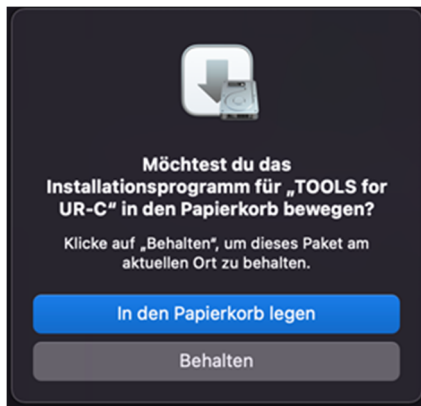 Möchtest du das
Installationsprogramm für „TOOLS for
UR-C“ in den Papierkorb bewegen?
Klicke auf „Behalten“, um dieses Paket am
aktuellen Ort zu behalten.
In den Papierkorb legen
Behalten